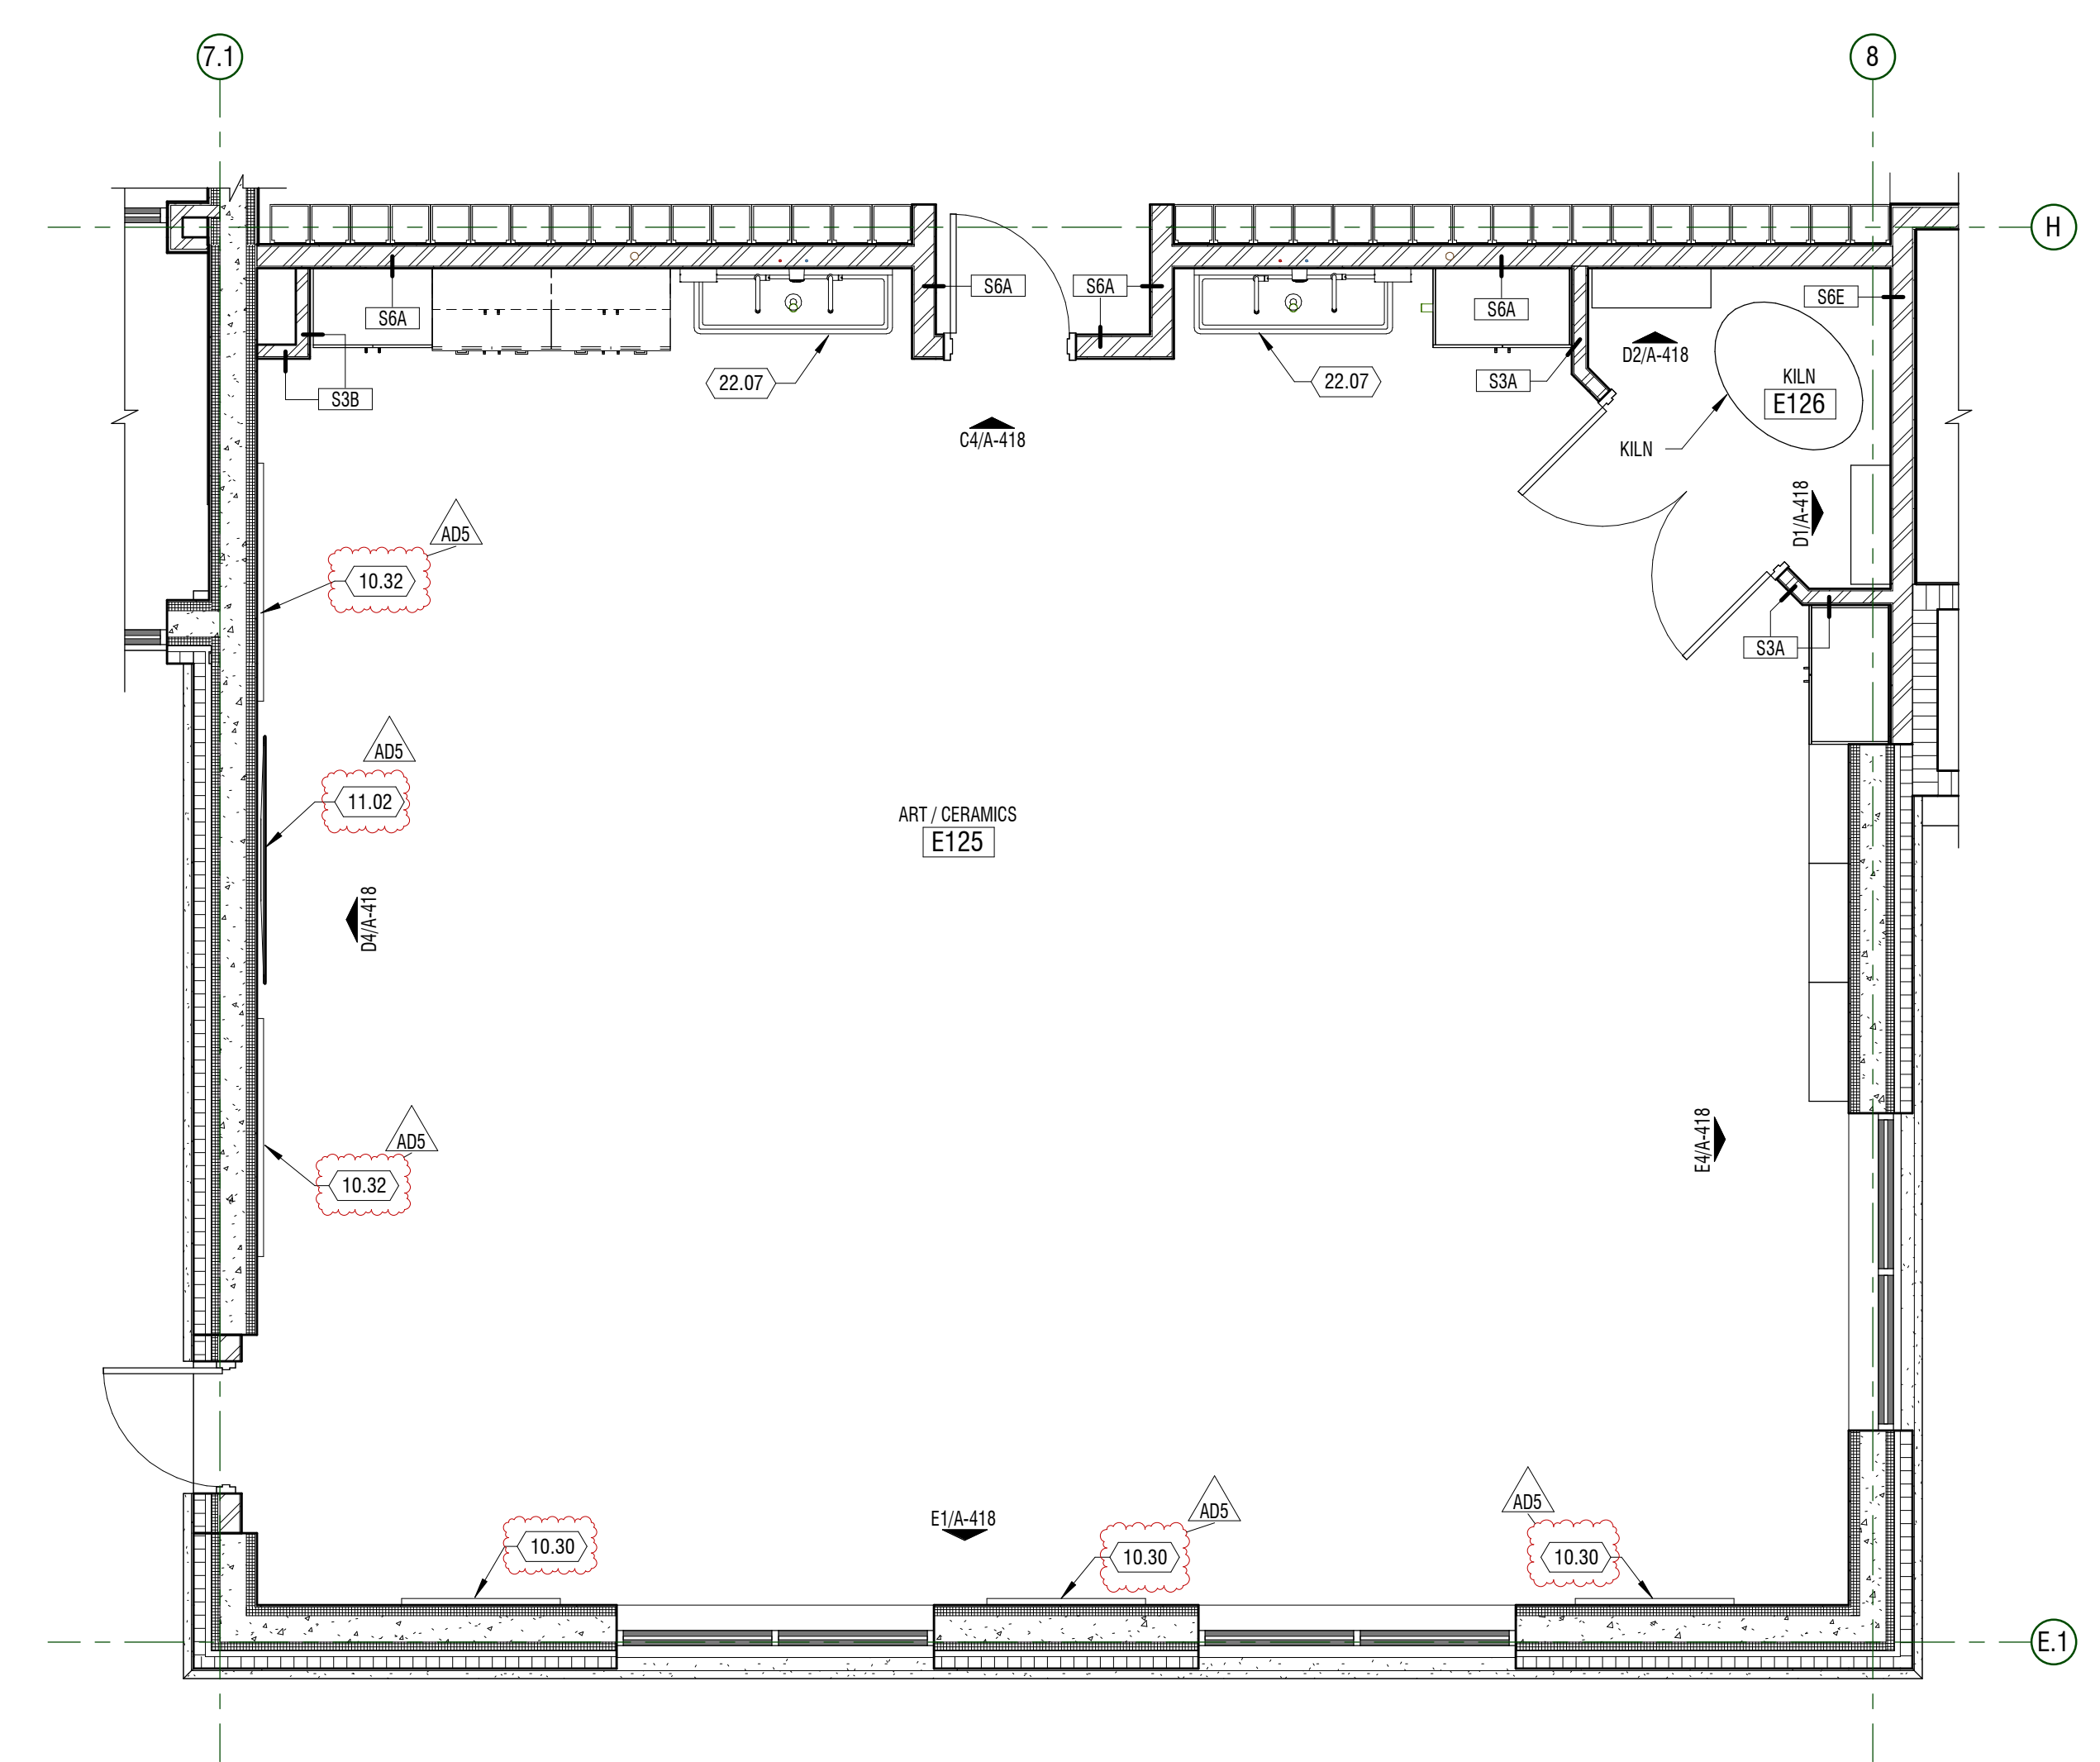 7.1
8
H
S6A
S6A
S6E
S6A
S6A
D2/A-418
KILN
E126
22.07
22.07
S3A
S3B
C4/A-418
KILN
D1/A-418
AD5
10.32
S3A
AD5
11.02
ART / CERAMICS
E125
D4/A-418
AD5
10.32
E4/A-418
AD5
AD5
E1/A-418
10.30
10.30
10.30
E.1